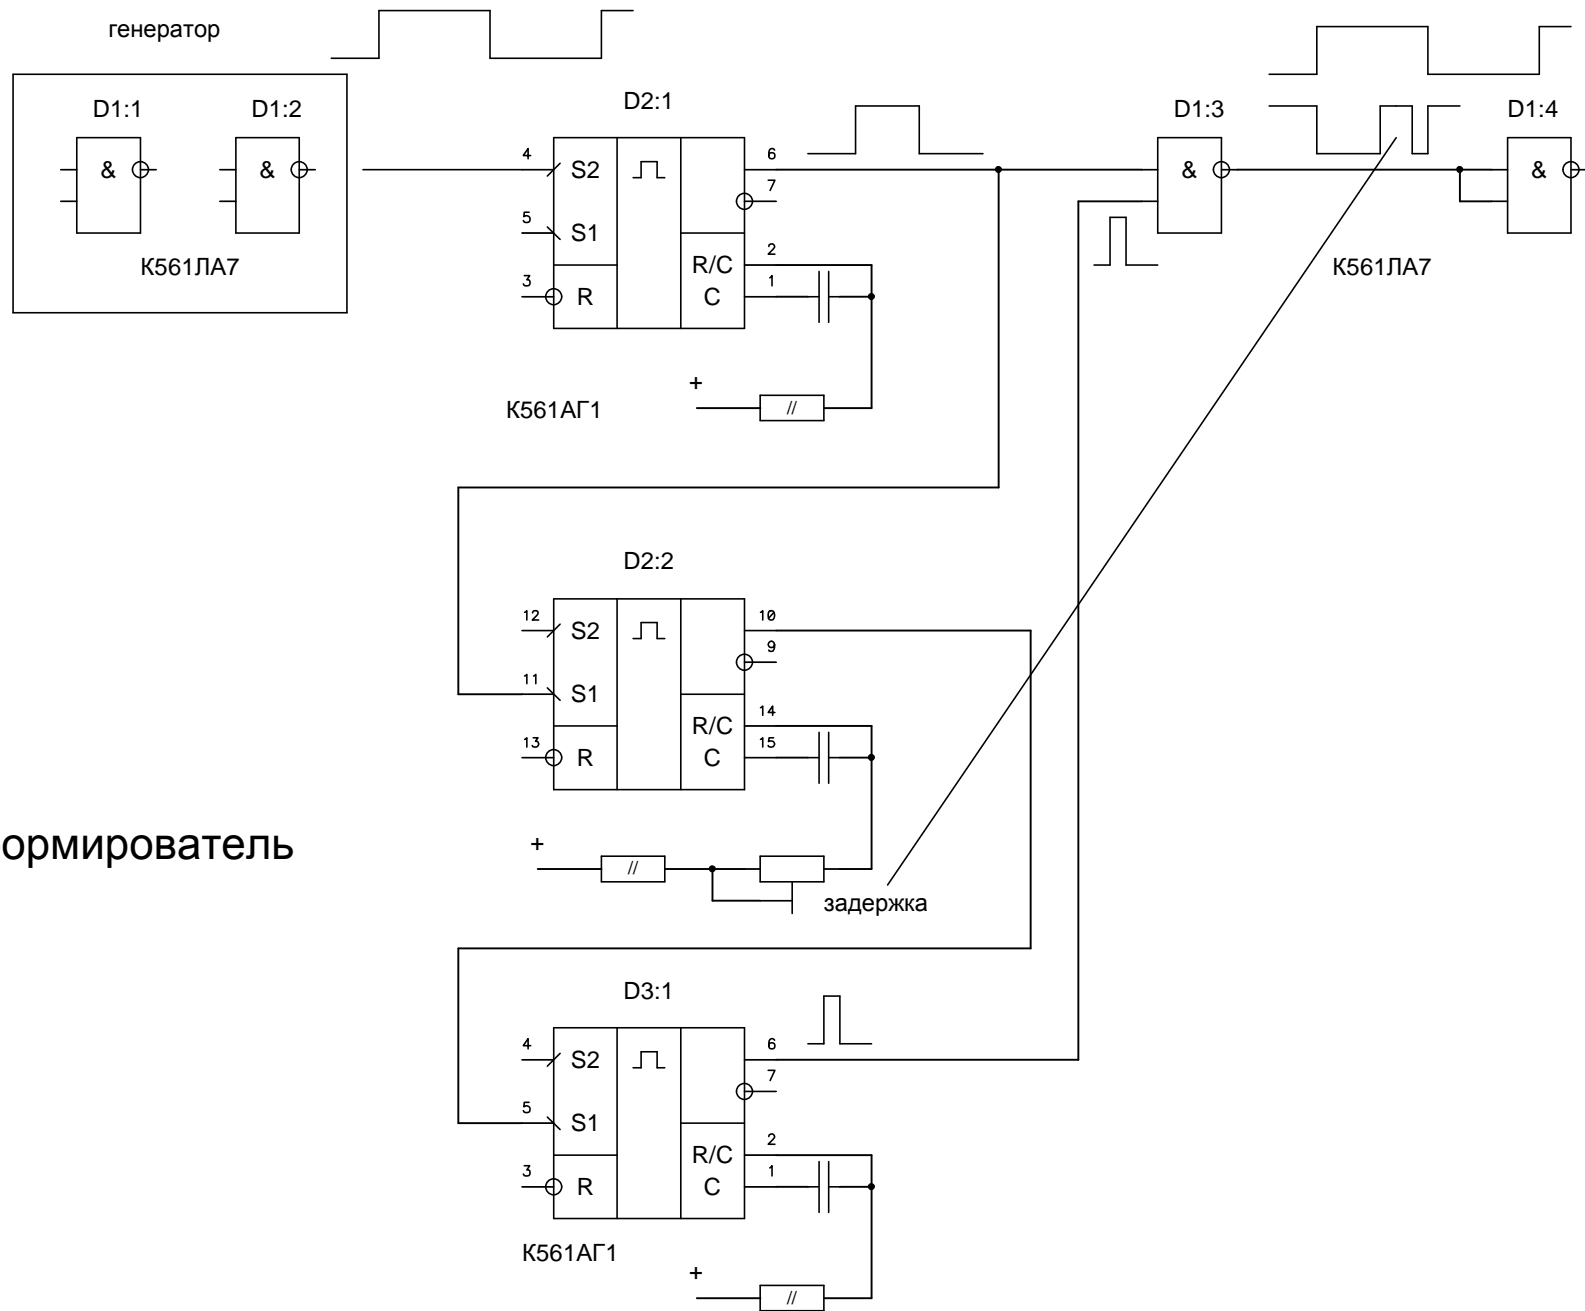 генератор
D1:1
D1:2
&
&
К561ЛА7
D2:1
4
S2
5
S1
3
R
6
7
2
R/C
1
C
К561АГ1
+
//
D1:3
&
D1:4
&
К561ЛА7
D2:2
12
S2
11
S1
13
R
10
9
14
R/C
15
C
ормирователь
+
//
задержка
D3:1
4
S2
5
S1
3
R
6
7
2
R/C
1
C
К561АГ1
+
//